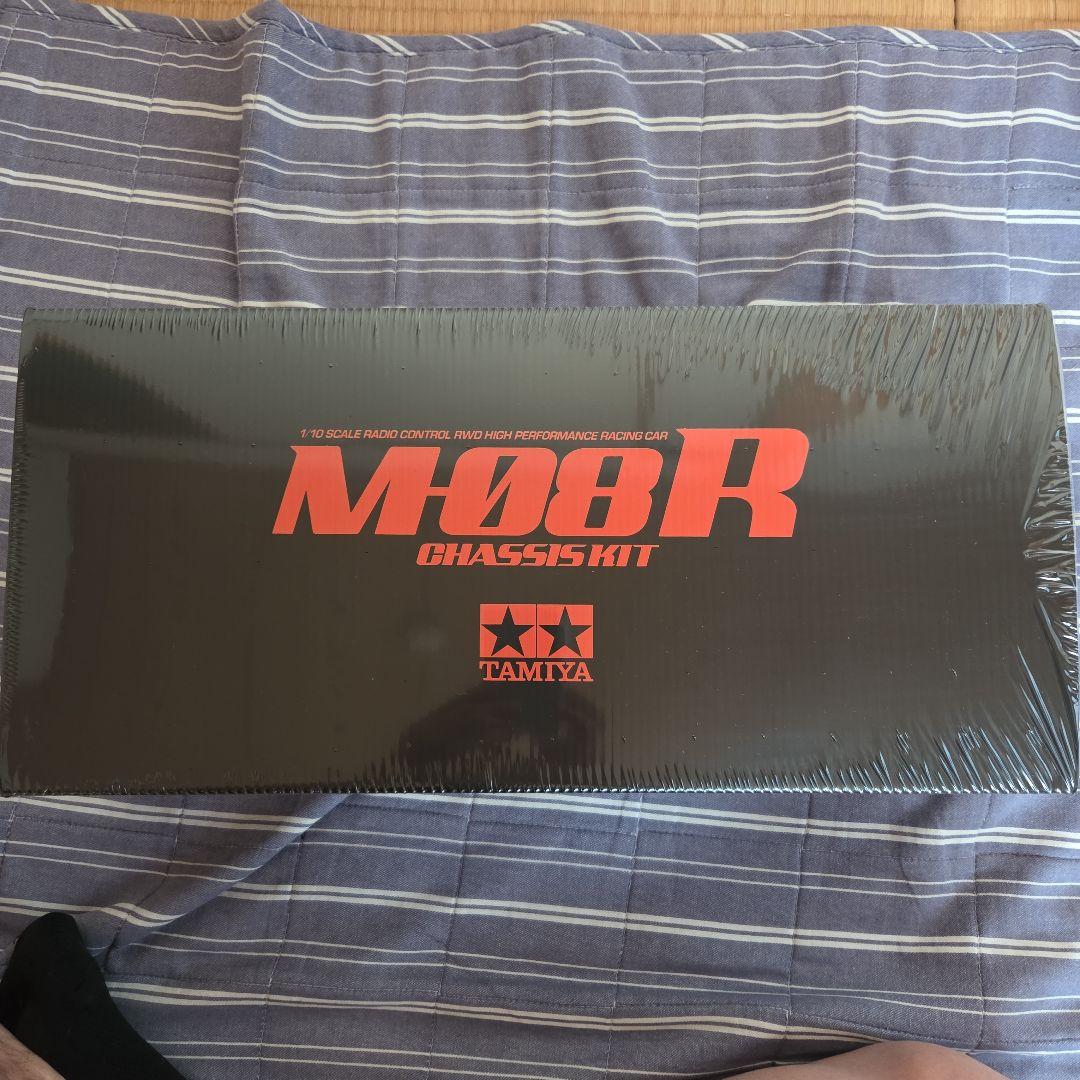 1/10 SCALE RADIO CONTROL RWD HIGH PERFORMANCE RACING CAR
M-08R
CHASSIS KIT
TAMIYA